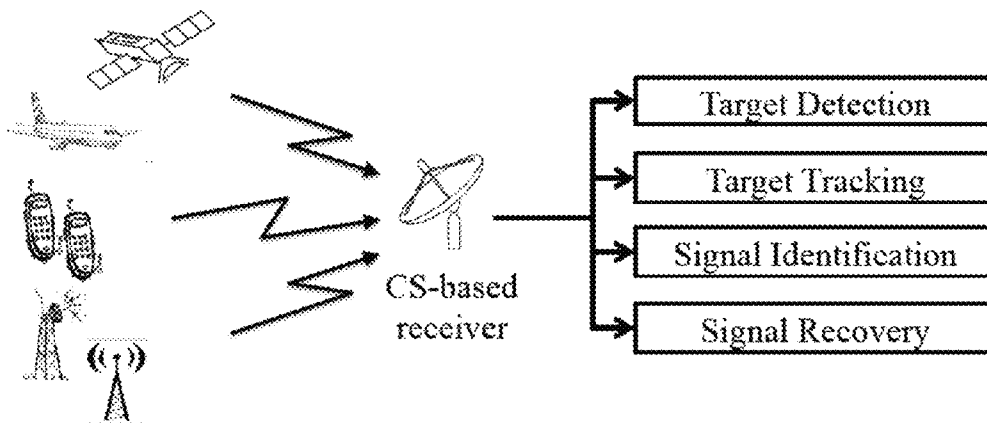 Target Detection
Target Tracking
Signal Identification
CS-based
receiver
Signal Recovery